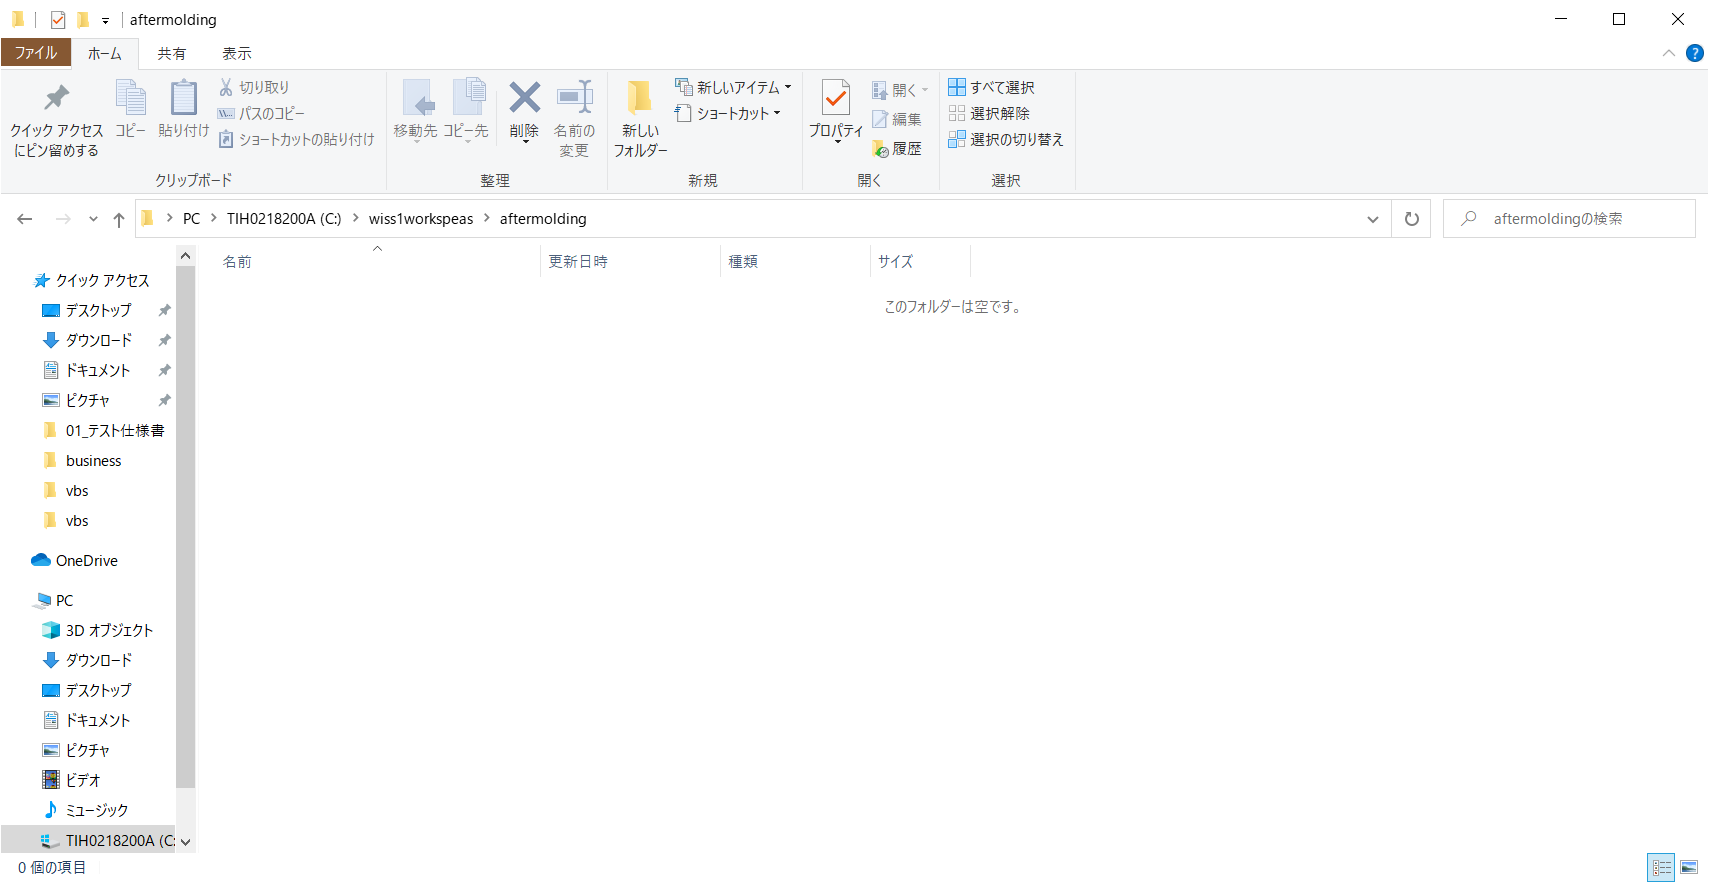 aftermolding
ファイル ホーム 共有 表示
クイック アクセス
にピン留めする
コピー
貼り付け
切り取り
パスのコピー
ショートカットの貼り付け
クリップボード
移動先
コピー先
削除
名前の
変更
整理
新しい
フォルダー
新しいアイテム
ショートカット
新規
プロパティ
開く
編集
履歴
開く
すべて選択
選択解除
選択の切り替え
選択
PC TIH0218200A (C:) wiss1workspeas aftermolding
aftermoldingの検索
名前 更新日時 種類 サイズ
このフォルダーは空です。
クイック アクセス
デスクトップ
ダウンロード
ドキュメント
ピクチャ
01_テスト仕様書
business
vbs
vbs
OneDrive
PC
3D オブジェクト
ダウンロード
デスクトップ
ドキュメント
ピクチャ
ビデオ
ミュージック
TIH0218200A (C:
0 個の項目